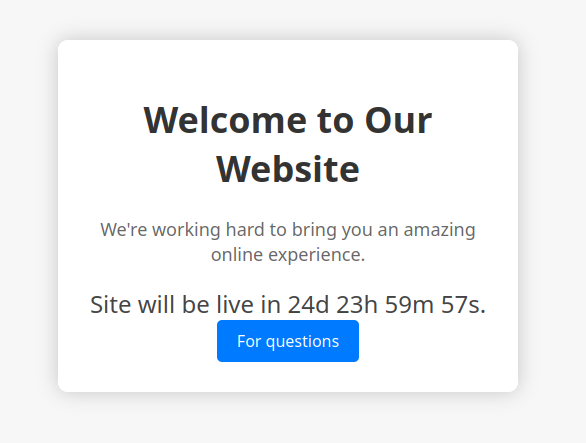 Welcome to Our
Website
We're working hard to bring you an amazing
online experience.
Site will be live in 24d 23h 59m 57s.
For questions